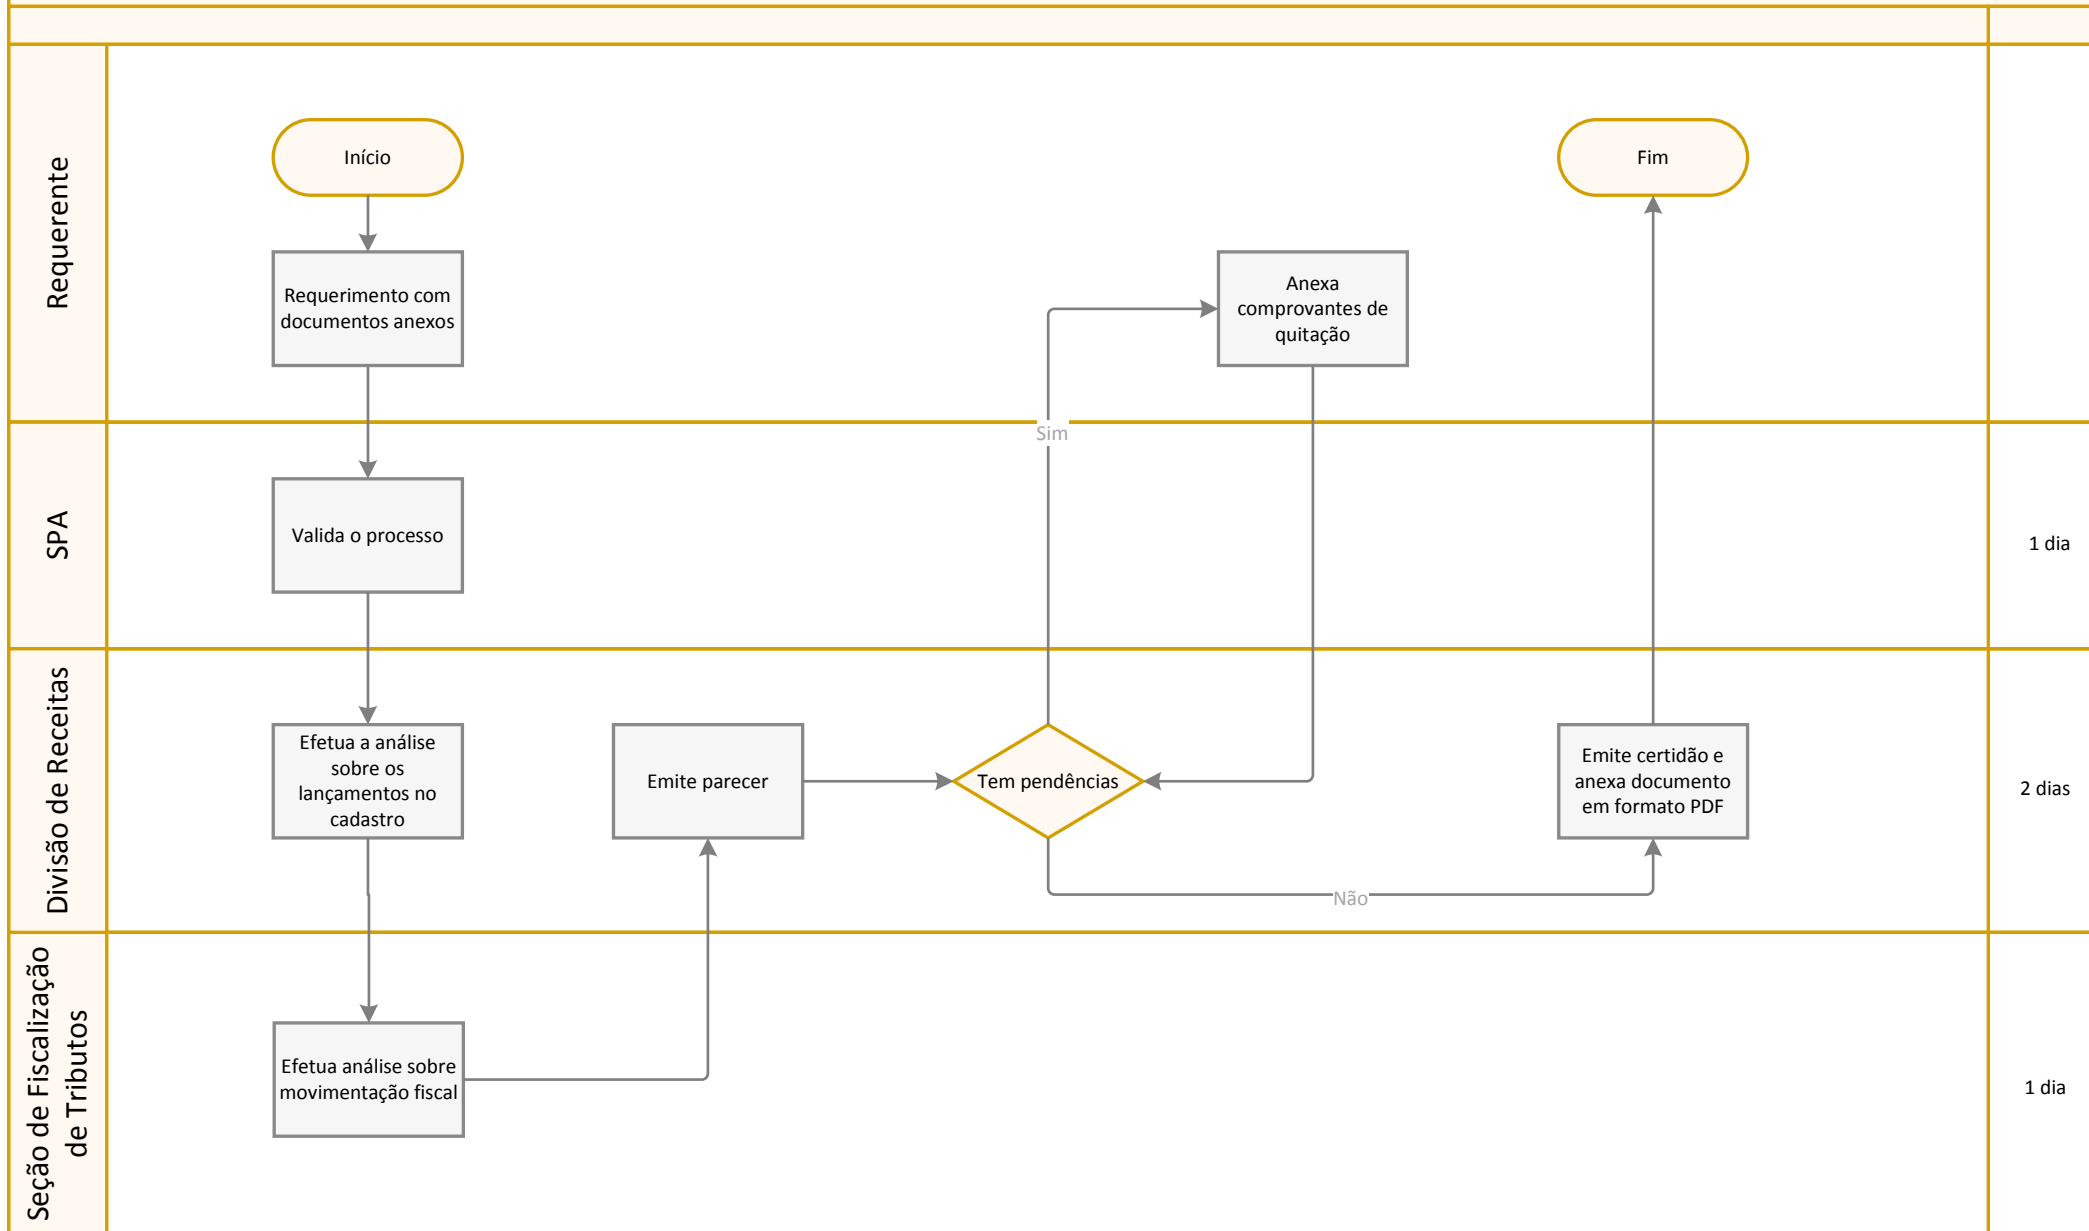 Requerente
Início
Fim
Requerimento com
documentos anexos
Anexa
comprovantes de
quitação
Sim
SPA
Valida o processo
1 dia
Divisão de Receitas
Efetua a análise
sobre os
lançamentos no
cadastro
Emite parecer
Tem pendências
Emite certidão e
anexa documento
em formato PDF
2 dias
Não
Seção de Fiscalização
de Tributos
Efetua análise sobre
movimentação fiscal
1 dia